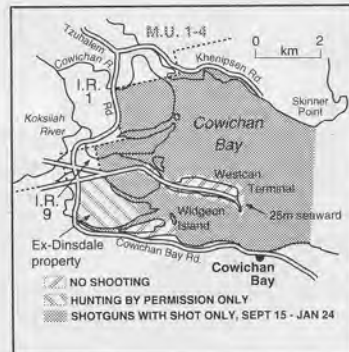 M.U. 1-4
Tzuhalem Rd.
Cowichan R.
Khenipsen Rd.
0 2
km
I.R.
1
Koksilah
River
Skinner
Point
Cowichan
Bay
Westcan
Terminal
I.R.
9
Widgeon
Island
25m seaward
Ex-Dinsdale
property
Cowichan Bay Rd.
Cowichan
Bay
NO SHOOTING
HUNTING BY PERMISSION ONLY
SHOTGUNS WITH SHOT ONLY, SEPT 15 - JAN 24